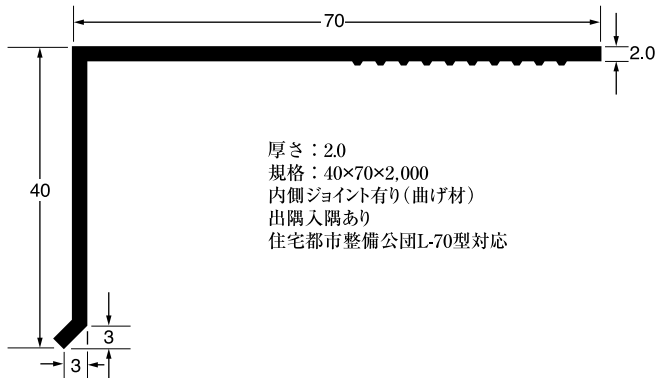 70
2.0
40
厚さ：2.0
規格：40×70×2,000
内側ジョイント有り（曲げ材）
出隅入隅あり
住宅都市整備公団L-70型対応
3
3